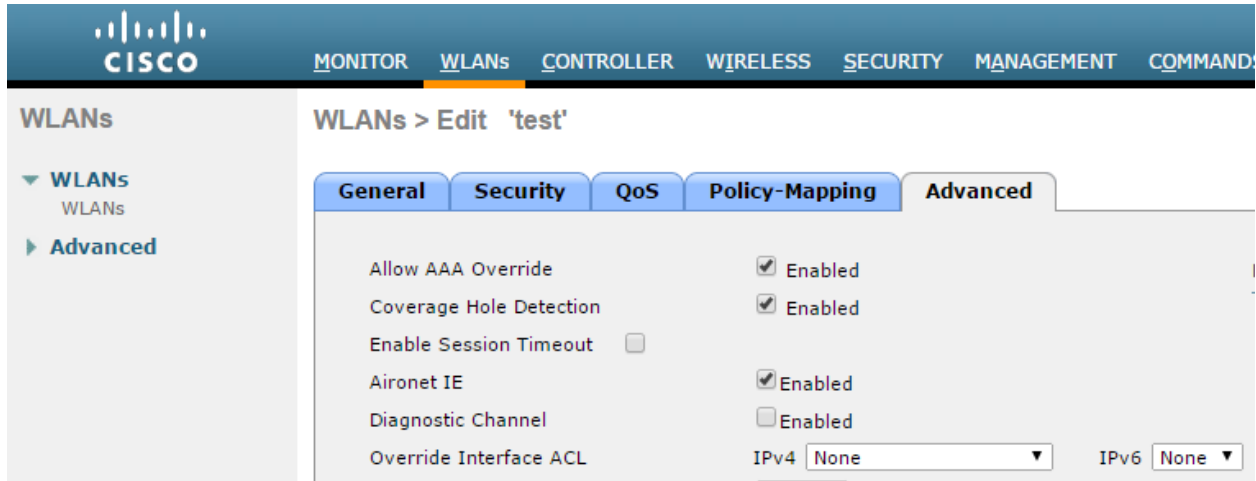 CISCO
MONITOR WLANs CONTROLLER WIRELESS SECURITY MANAGEMENT COMMANDS
WLANs
WLANs > Edit 'test'
WLANs
WLANs
Advanced
General Security QoS Policy-Mapping Advanced
Allow AAA Override Enabled
Coverage Hole Detection Enabled
Enable Session Timeout
Aironet IE Enabled
Diagnostic Channel Enabled
Override Interface ACL IPv4 None IPv6 None